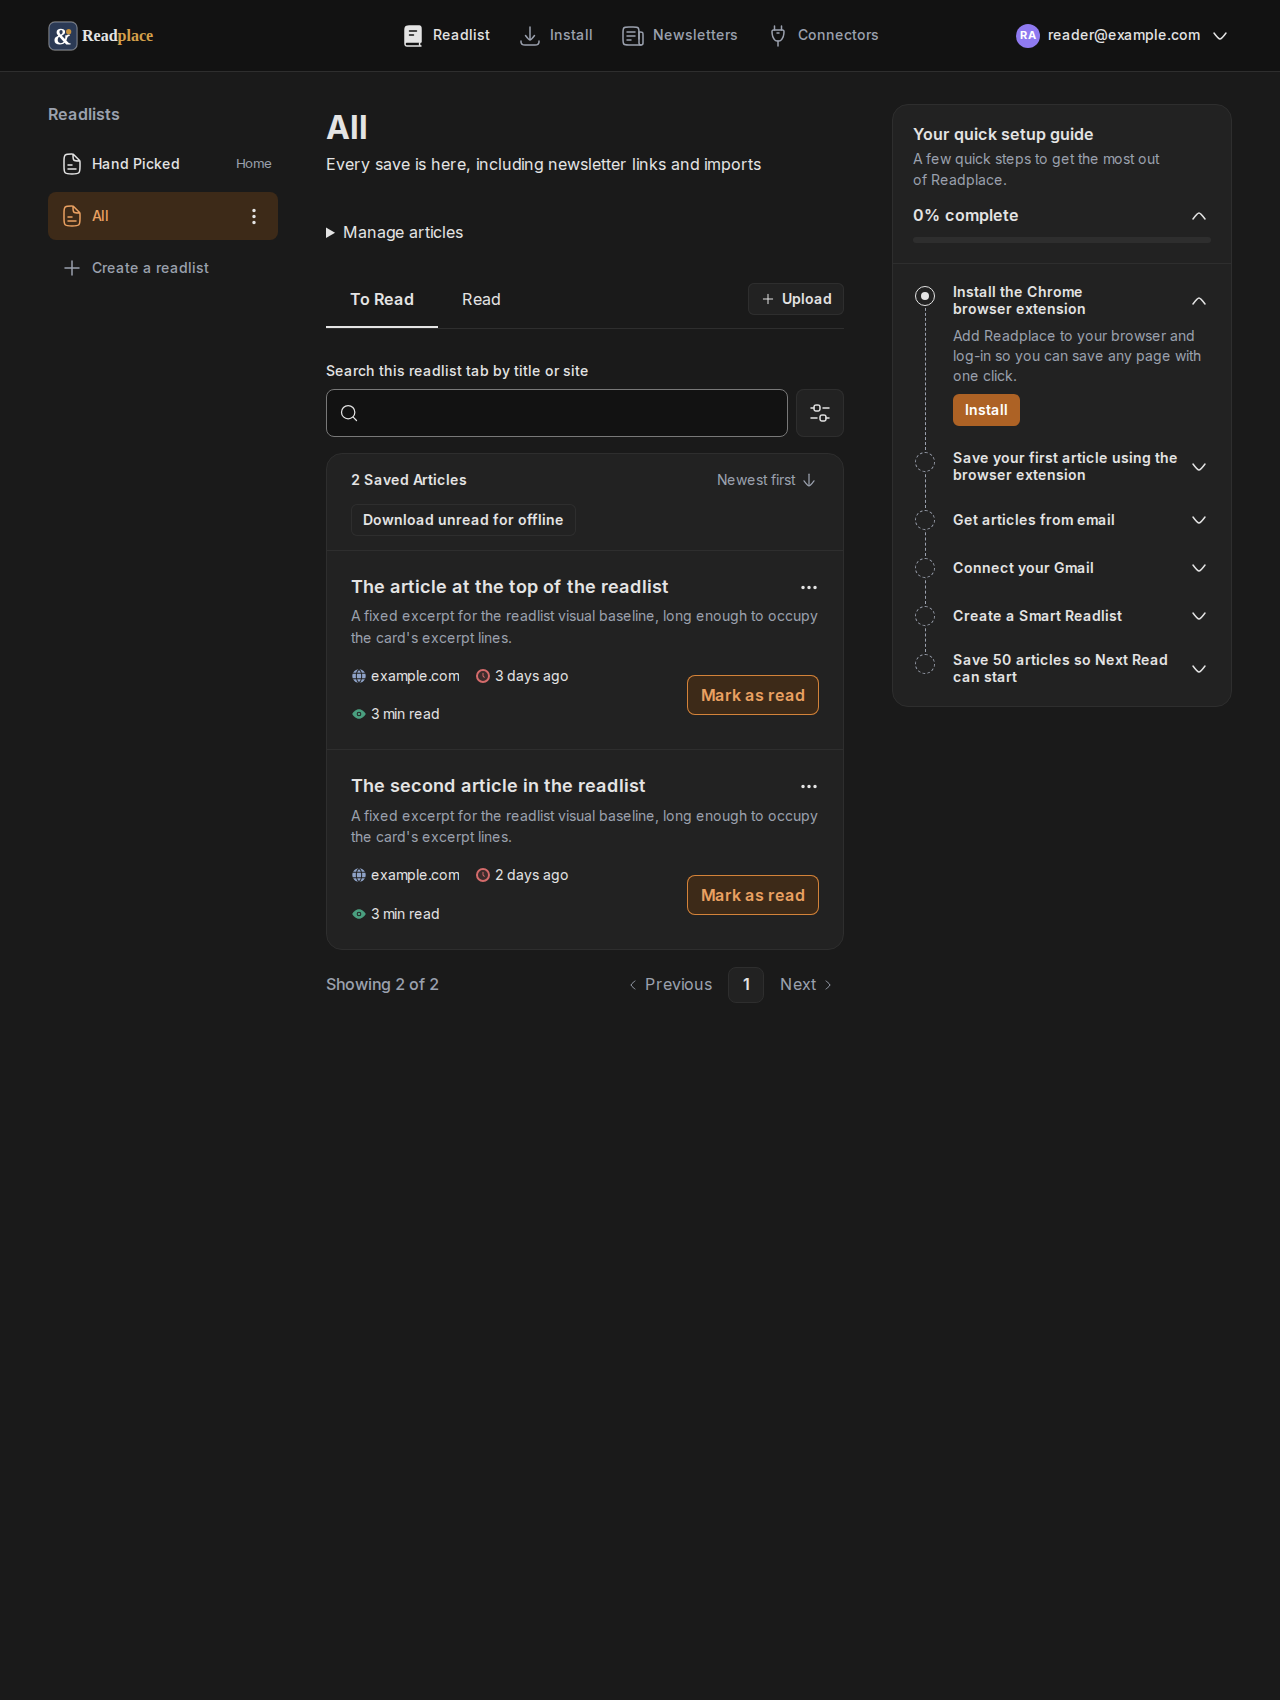 & Readplace
Readlist
Install
Newsletters
Connectors
RA
reader@example.com
Readlists
Hand Picked
Home
All
Create a readlist
All
Every save is here, including newsletter links and imports
Manage articles
To Read
Read
Upload
Search this readlist tab by title or site
2 Saved Articles
Newest first
Download unread for offline
The article at the top of the readlist
A fixed excerpt for the readlist visual baseline, long enough to occupy
the card's excerpt lines.
example.com
3 days ago
3 min read
Mark as read
The second article in the readlist
A fixed excerpt for the readlist visual baseline, long enough to occupy
the card's excerpt lines.
example.com
2 days ago
3 min read
Mark as read
Showing 2 of 2
Previous
1
Next
Your quick setup guide
A few quick steps to get the most out
of Readplace.
0% complete
Install the Chrome
browser extension
Add Readplace to your browser and
log-in so you can save any page with
one click.
Install
Save your first article using the
browser extension
Get articles from email
Connect your Gmail
Create a Smart Readlist
Save 50 articles so Next Read
can start